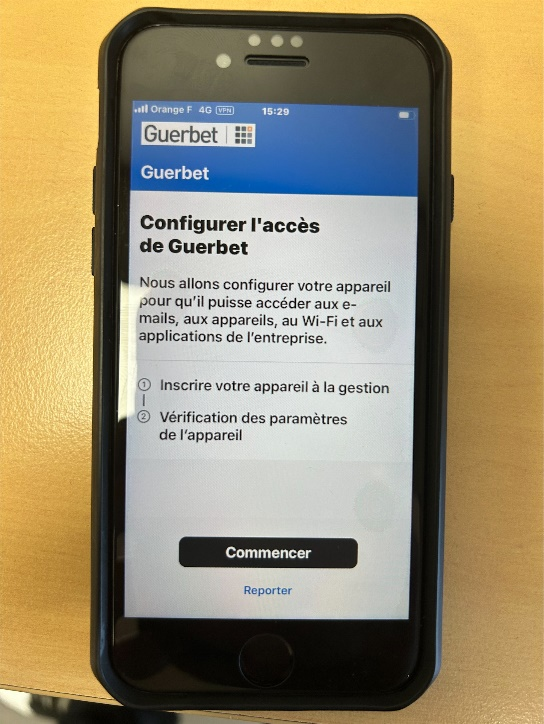 Orange F 4G VPN 15:29
Guerbet
Guerbet
Configurer l'accès
de Guerbet
Nous allons configurer votre appareil
pour qu'il puisse accéder aux e-
mails, aux appareils, au Wi-Fi et aux
applications de l'entreprise.
1 Inscrire votre appareil à la gestion
2 Vérification des paramètres
de l'appareil
Commencer
Reporter